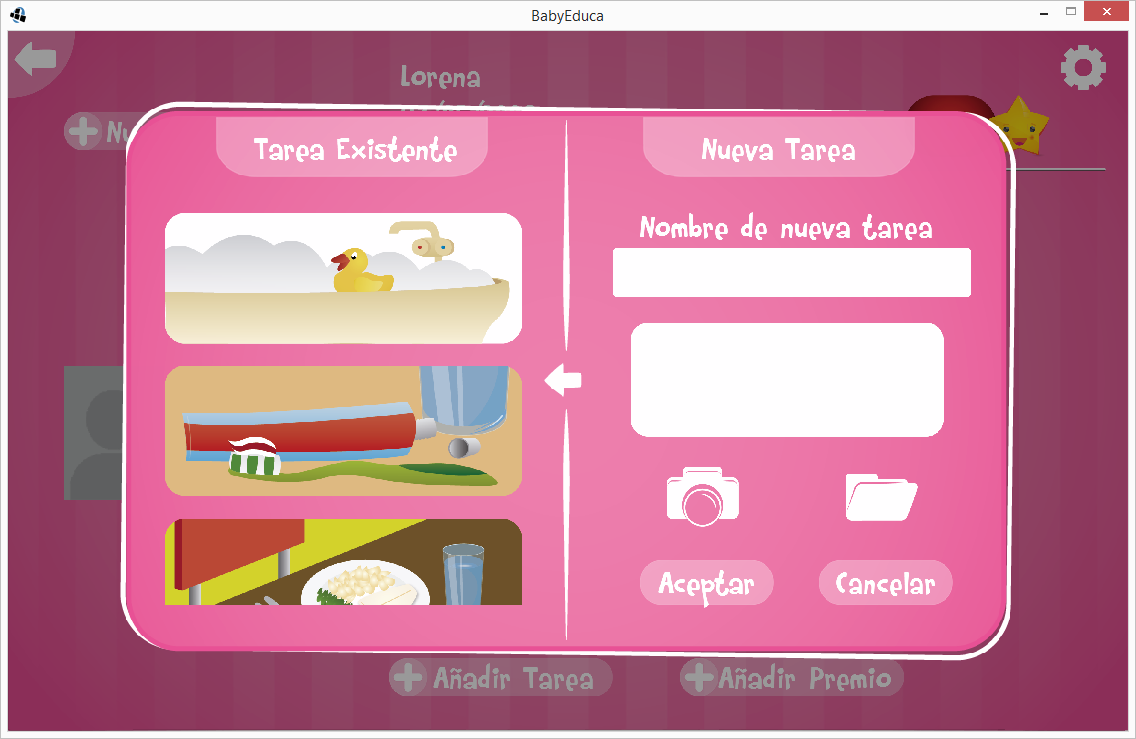 BabyEduca
Lorena
Tarea Existente
Nueva Tarea
Nombre de nueva tarea
Aceptar
Cancelar
Añadir Tarea
Añadir Premio